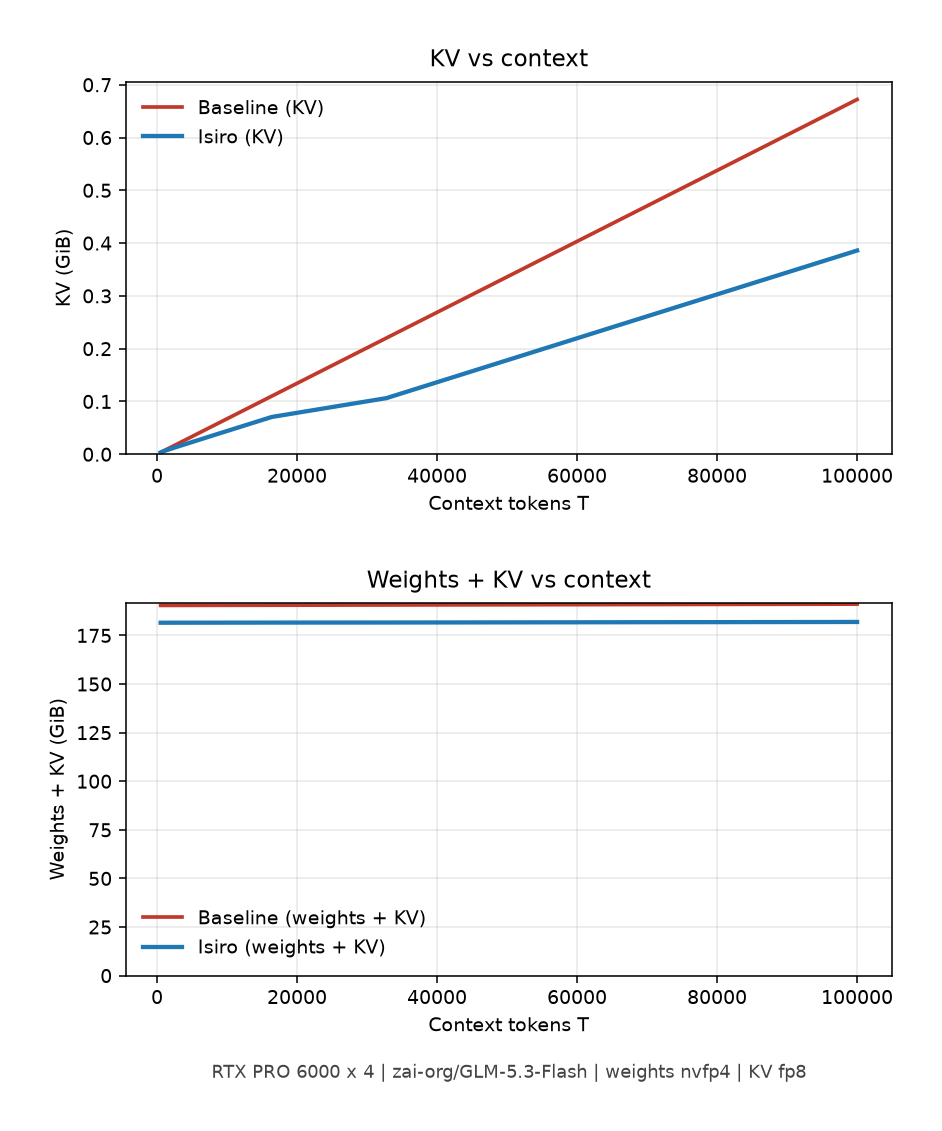 KV vs context
Baseline (KV)
Isiro (KV)
KV (GiB)
0.7
0.6
0.5
0.4
0.3
0.2
0.1
0.0
0 20000 40000 60000 80000 100000
Context tokens T
Weights + KV vs context
Weights + KV (GiB)
175
150
125
100
75
50
25
0
Baseline (weights + KV)
Isiro (weights + KV)
0 20000 40000 60000 80000 100000
Context tokens T
RTX PRO 6000 x 4 | zai-org/GLM-5.3-Flash | weights nvfp4 | KV fp8